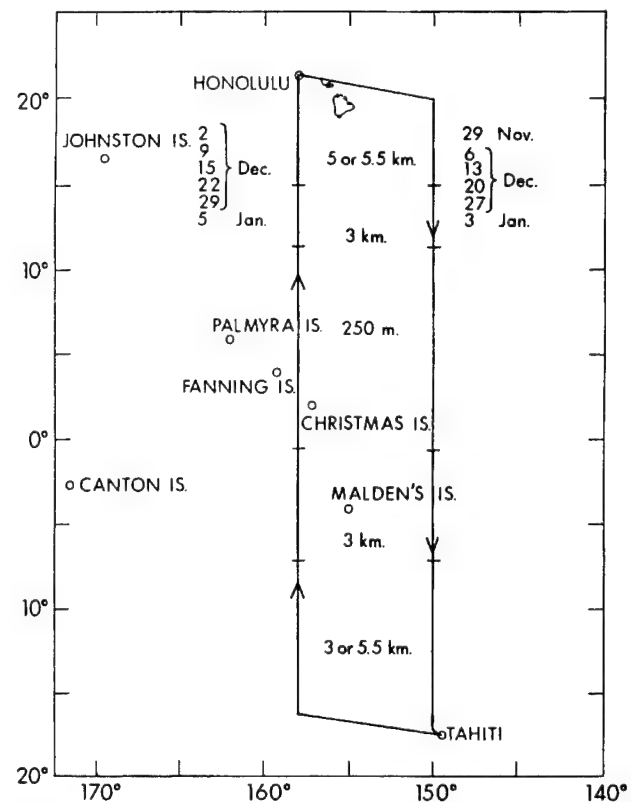 HONOLULU
20°
JOHNSTON IS.
2
9
15
22
29
Dec.
5 Jan.
5 or 5.5 km.
29 Nov.
6
13
20
27
Dec.
3 Jan.
3 km.
10°
PALMYRA IS.
250 m.
FANNING IS.
CHRISTMAS IS.
0°
CANTON IS.
MALDEN'S IS.
3 km.
10°
3 or 5.5 km.
TAHITI
20°
170°
160°
150°
140°